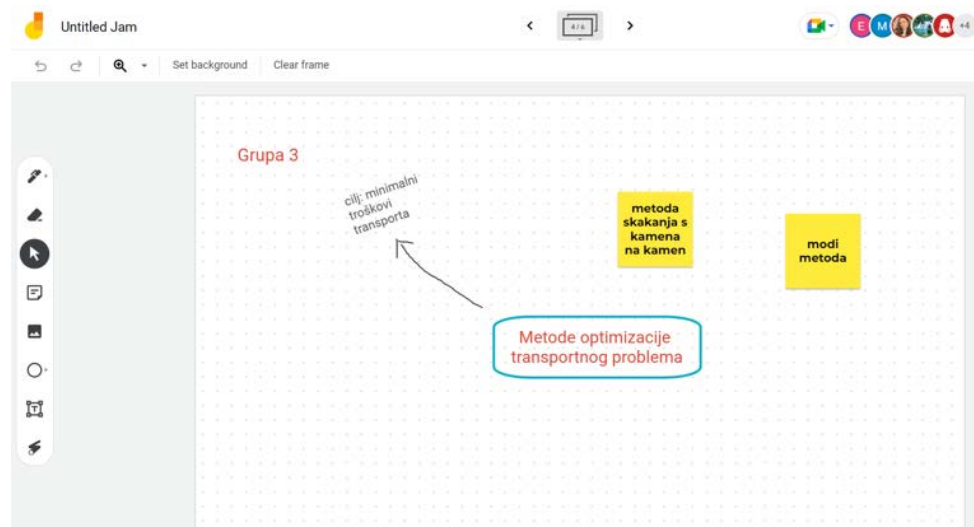 Untitled Jam
4 / 6
E
M
+4
Set background
Clear frame
Grupa 3
cilj: minimalni
troškovi
transporta
metoda
skakanja s
kamena
na kamen
modi
metoda
Metode optimizacije
transportnog problema